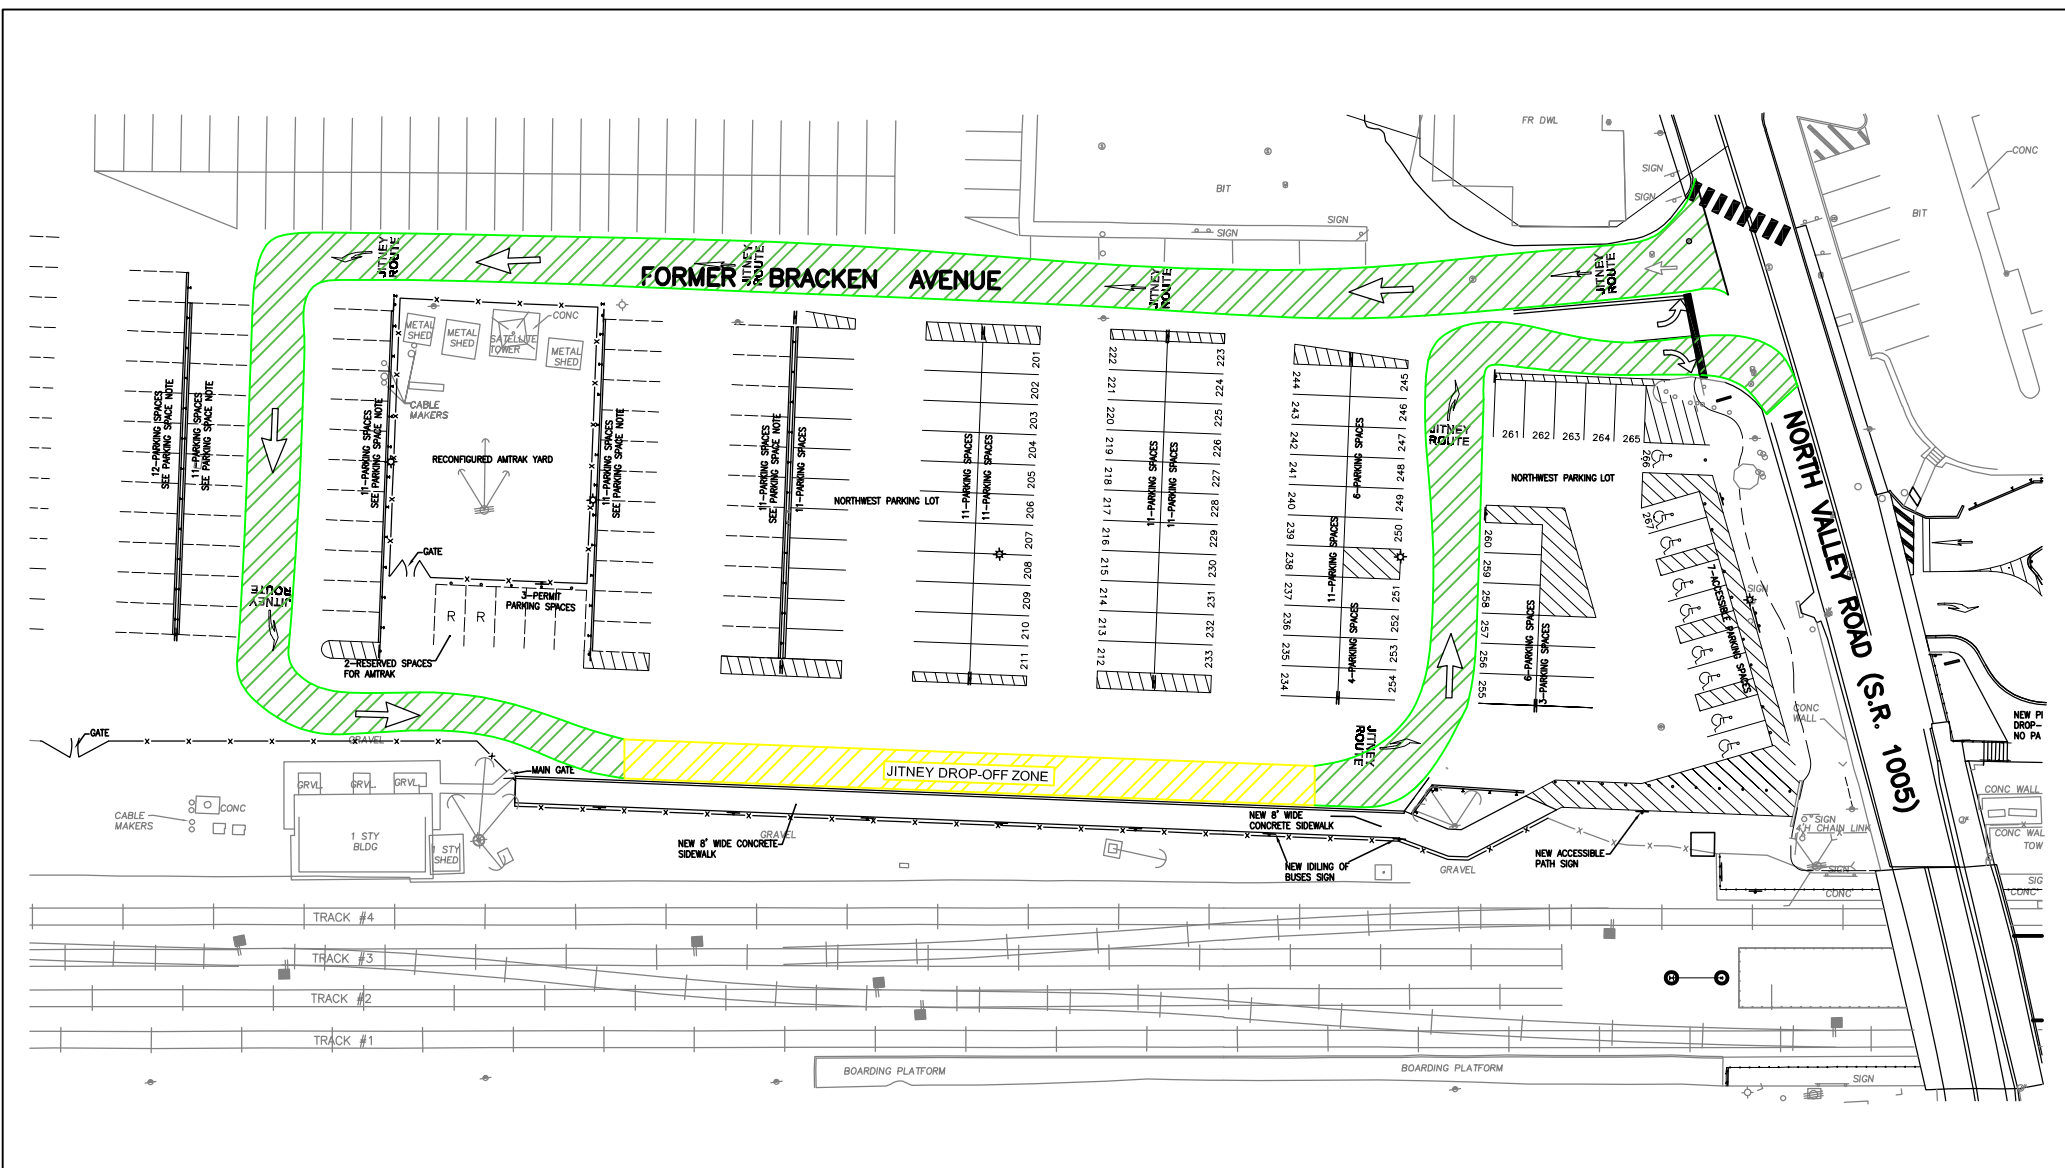 FR DWL
CONC
SIGN
SIGN
BIT
BIT
SIGN
SIGN
JITNEY
ROUTE
JITNEY
ROUTE
JITNEY
ROUTE
JITNEY
ROUTE
FORMER BRACKEN AVENUE
METAL
SHED
METAL
SHED
SATELLITE
TOWER
CONC
METAL
SHED
CABLE
MAKERS
12-PARKING SPACES
SEE PARKING SPACE NOTE
11-PARKING SPACES
SEE PARKING SPACE NOTE
11-PARKING SPACES
SEE PARKING SPACE NOTE
RECONFIGURED AMTRAK YARD
11-PARKING SPACES
SEE PARKING SPACE NOTE
11-PARKING SPACES
SEE PARKING SPACE NOTE
11-PARKING SPACES
NORTHWEST PARKING LOT
11-PARKING SPACES
11-PARKING SPACES
201
202
203
204
205
206
207
208
209
210
211
222
221
220
219
218
217
216
215
214
213
212
11-PARKING SPACES
11-PARKING SPACES
223
224
225
226
227
228
229
230
231
232
233
244
243
242
241
240
239
238
237
236
235
234
6-PARKING SPACES
11-PARKING SPACES
4-PARKING SPACES
245
246
247
248
249
250
251
252
253
254
JITNEY
ROUTE
261 262 263 264 265
266
267
NORTHWEST PARKING LOT
260
259
258
257
256
255
6-PARKING SPACES
3-PARKING SPACES
7-ACCESSIBLE PARKING SPACES
SIGN
NORTH VALLEY ROAD (S.R. 1005)
GATE
3-PERMIT
PARKING SPACES
R R
2-RESERVED SPACES
FOR AMTRAK
JITNEY
ROUTE
JITNEY
ROUTE
CONC
WALL
NEW PI
DROP-
NO PA
GATE
GRAVEL
MAIN GATE
JITNEY DROP-OFF ZONE
GRVL.
GRVL.
GRVL.
CABLE
MAKERS
CONC
1 STY
BLDG
1 STY
SHED
NEW 8' WIDE CONCRETE
SIDEWALK
GRAVEL
NEW 8' WIDE
CONCRETE SIDEWALK
NEW IDILING OF
BUSES SIGN
GRAVEL
NEW ACCESSIBLE
PATH SIGN
SIGN
4'H CHAIN LINK
SIGN
CONC
CONC WALL
CONC WAL
TOW
SIG
CONC
TRACK #4
TRACK #3
TRACK #2
TRACK #1
BOARDING PLATFORM
BOARDING PLATFORM
SIGN